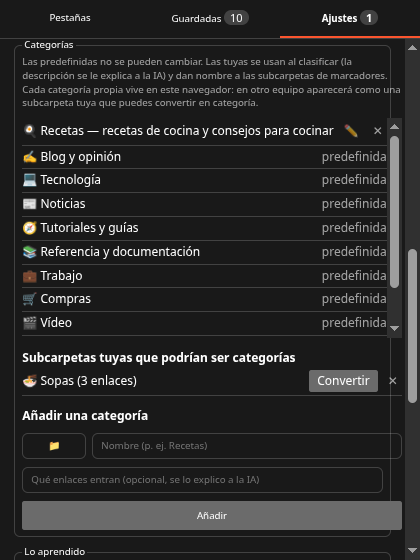 Pestañas
Guardadas 10
Ajustes 1
Categorías
Las predefinidas no se pueden cambiar. Las tuyas se usan al clasificar (la
descripción se le explica a la IA) y dan nombre a las subcarpetas de marcadores.
Cada categoría propia vive en este navegador: en otro equipo aparecerá como una
subcarpeta tuya que puedes convertir en categoría.
Recetas — recetas de cocina y consejos para cocinar
Blog y opinión predefinida
Tecnología predefinida
Noticias predefinida
Tutoriales y guías predefinida
Referencia y documentación predefinida
Trabajo predefinida
Compras predefinida
Vídeo predefinida
Subcarpetas tuyas que podrían ser categorías
Sopas (3 enlaces) Convertir
Añadir una categoría
Nombre (p. ej. Recetas)
Qué enlaces entran (opcional, se lo explico a la IA)
Añadir
Lo aprendido